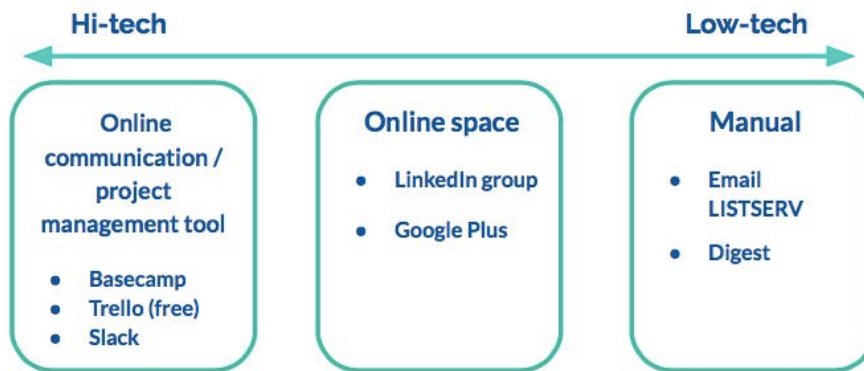 Hi-tech
Low-tech
Online
communication /
project
management tool
● Basecamp
● Trello (free)
● Slack
Online space
● LinkedIn group
● Google Plus
Manual
● Email
LISTSERV
● Digest